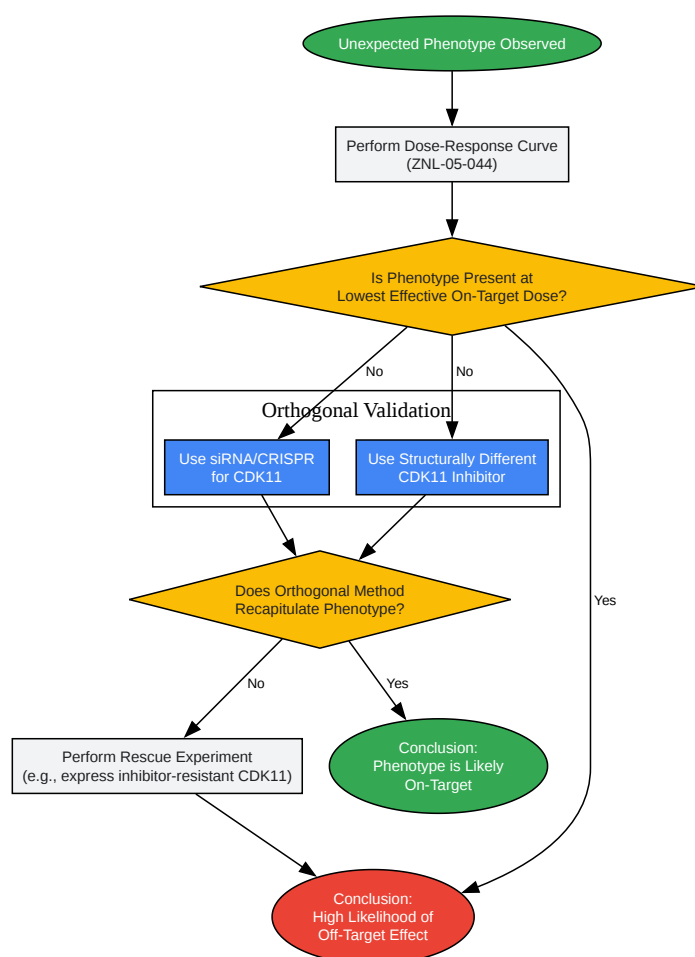 Unexpected Phenotype Observed
Perform Dose-Response Curve
(ZNL-05-044)
Is Phenotype Present at
Lowest Effective On-Target Dose?
No
No
Orthogonal Validation
Use siRNA/CRISPR
for CDK11
Use Structurally Different
CDK11 Inhibitor
Does Orthogonal Method
Recapitulate Phenotype?
Yes
No
Yes
Perform Rescue Experiment
(e.g., express inhibitor-resistant CDK11)
Conclusion:
Phenotype is Likely
On-Target
Conclusion:
High Likelihood of
Off-Target Effect